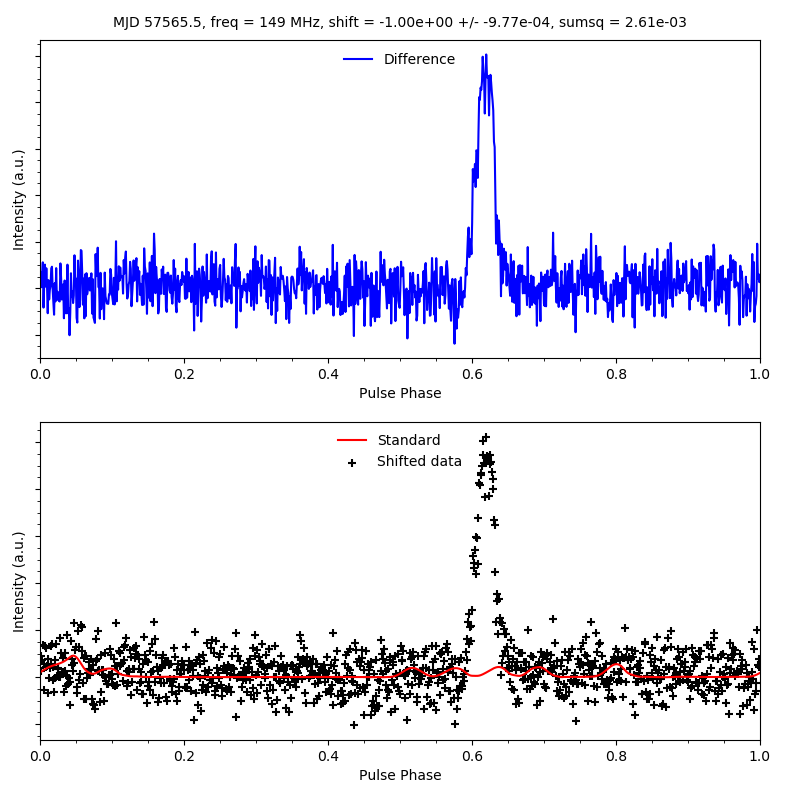 MJD 57565.5, freq = 149 MHz, shift = -1.00e+00 +/- -9.77e-04, sumsq = 2.61e-03
Difference
Intensity (a.u.)
0.0 0.2 0.4 0.6 0.8 1.0
Pulse Phase
Standard
Shifted data
Intensity (a.u.)
0.0 0.2 0.4 0.6 0.8 1.0
Pulse Phase